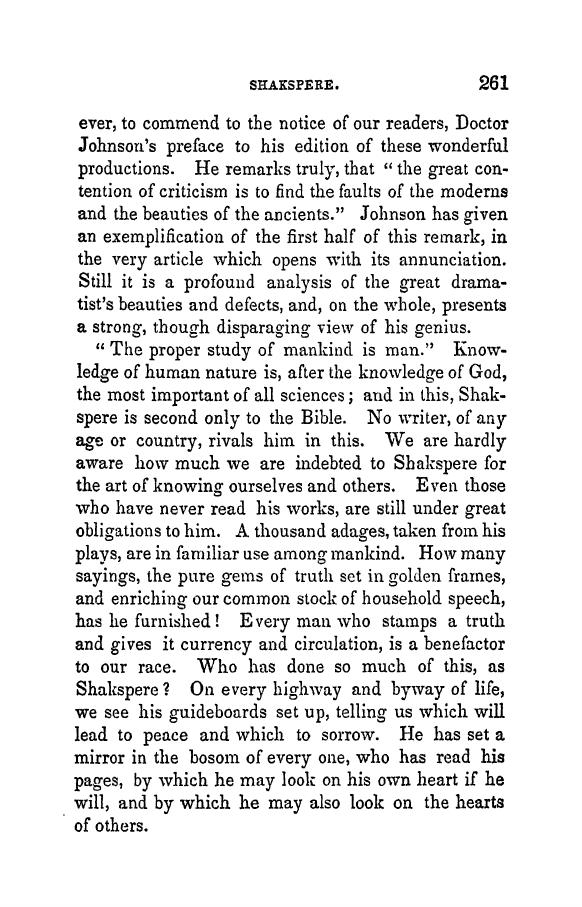 SHAKSPERE. 261
ever, to commend to the notice of our readers, Doctor
Johnson's preface to his edition of these wonderful
productions. He remarks truly, that "the great con-
tention of criticism is to find the faults of the moderns
and the beauties of the ancients." Johnson has given
an exemplification of the first half of this remark, in
the very article which opens with its annunciation.
Still it is a profound analysis of the great drama-
tist's beauties and defects, and, on the whole, presents
a strong, though disparaging view of his genius.
"The proper study of mankind is man." Know-
ledge of human nature is, after the knowledge of God,
the most important of all sciences; and in this, Shak-
spere is second only to the Bible. No writer, of any
age or country, rivals him in this. We are hardly
aware how much we are indebted to Shakspere for
the art of knowing ourselves and others. Even those
who have never read his works, are still under great
obligations to him. A thousand adages, taken from his
plays, are in familiar use among mankind. How many
sayings, the pure gems of truth set in golden frames,
and enriching our common stock of household speech,
has he furnished! Every man who stamps a truth
and gives it currency and circulation, is a benefactor
to our race. Who has done so much of this, as
Shakspere? On every highway and byway of life,
we see his guideboards set up, telling us which will
lead to peace and which to sorrow. He has set a
mirror in the bosom of every one, who has read his
pages, by which he may look on his own heart if he
will, and by which he may also look on the hearts
of others.